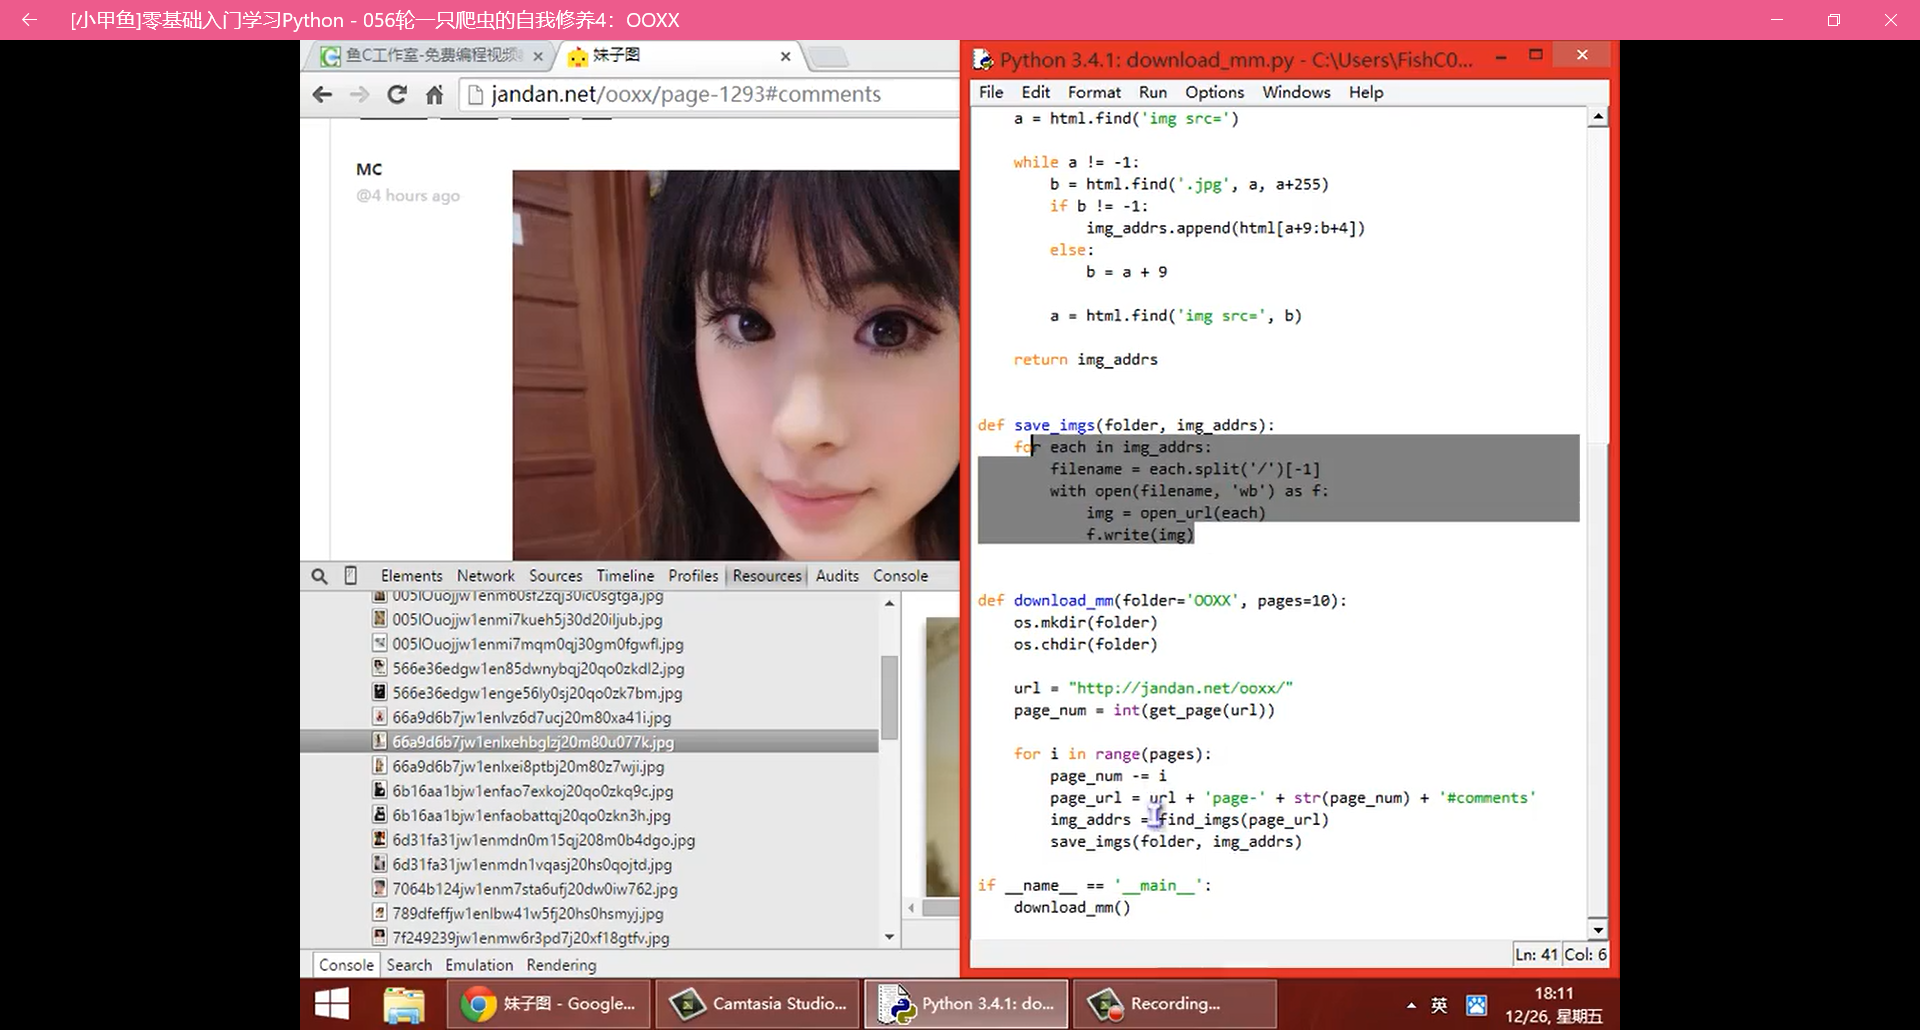 [小甲鱼]零基础入门学习Python - 056轮一只爬虫的自我修养4：OOXX
鱼C工作室-免费编程视频
妹子图
jandan.net/ooxx/page-1293#comments
MC
@4 hours ago
Elements Network Sources Timeline Profiles Resources Audits Console
005lOuojjw1enm60sf2zqj30ic0sgtga.jpg
005lOuojjw1enmi7kueh5j30d20iljub.jpg
005lOuojjw1enmi7mqm0qj30gm0fgwfl.jpg
566e36edgw1en85dwnybqj20qo0zkdl2.jpg
566e36edgw1enge56ly0sj20qo0zk7bm.jpg
66a9d6b7jw1enlvz6d7ucj20m80xa41i.jpg
66a9d6b7jw1enlxehbglzj20m80u077k.jpg
66a9d6b7jw1enlxei8ptbj20m80z7wji.jpg
6b16aa1bjw1enfao7exkoj20qo0zkq9c.jpg
6b16aa1bjw1enfaobattqj20qo0zkn3h.jpg
6d31fa31jw1enmdn0m15qj208m0b4dgo.jpg
6d31fa31jw1enmdn1vqasj20hs0qojtd.jpg
7064b124jw1enm7sta6ufj20dw0iw762.jpg
789dfeffjw1enlbw41w5fj20hs0hsmyj.jpg
7f249239jw1enmw6r3pd7j20xf18gtfv.jpg
Console Search Emulation Rendering
Python 3.4.1: download_mm.py - C:\Users\FishC0...
File Edit Format Run Options Windows Help
a = html.find('img src=')
while a != -1:
b = html.find('.jpg', a, a+255)
if b != -1:
img_addrs.append(html[a+9:b+4])
else:
b = a + 9
a = html.find('img src=', b)
return img_addrs
def save_imgs(folder, img_addrs):
for each in img_addrs:
filename = each.split('/')[-1]
with open(filename, 'wb') as f:
img = open_url(each)
f.write(img)
def download_mm(folder='OOXX', pages=10):
os.mkdir(folder)
os.chdir(folder)
url = "http://jandan.net/ooxx/"
page_num = int(get_page(url))
for i in range(pages):
page_num -= i
page_url = url + 'page-' + str(page_num) + '#comments'
img_addrs = find_imgs(page_url)
save_imgs(folder, img_addrs)
if __name__ == '__main__':
download_mm()
Ln: 41 Col: 6
妹子图 - Google...
Camtasia Studio...
Python 3.4.1: do...
Recording...
英
18:11
12/26, 星期五